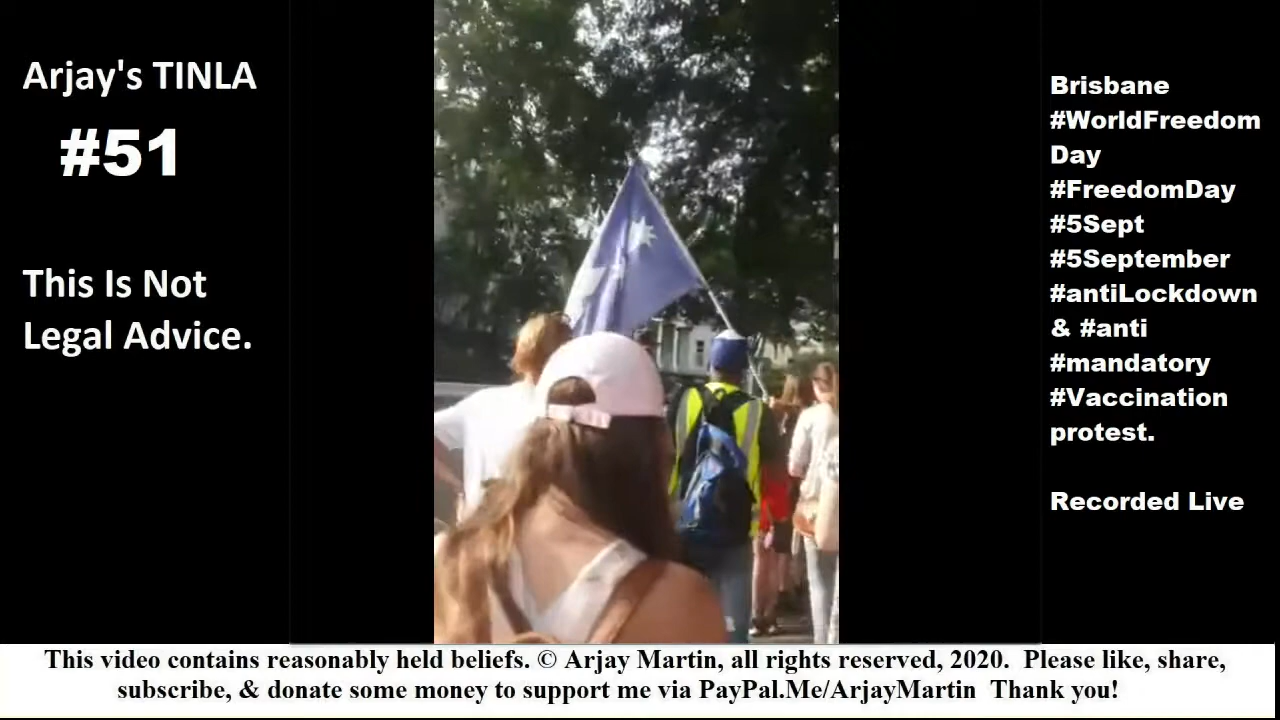 Arjay's TINLA
#51
This Is Not
Legal Advice.
Brisbane
#WorldFreedom
Day
#FreedomDay
#5Sept
#5September
#antiLockdown
& #anti
#mandatory
#Vaccination
protest.
Recorded Live
This video contains reasonably held beliefs. © Arjay Martin, all rights reserved, 2020.  Please like, share,
subscribe, & donate some money to support me via PayPal.Me/ArjayMartin  Thank you!